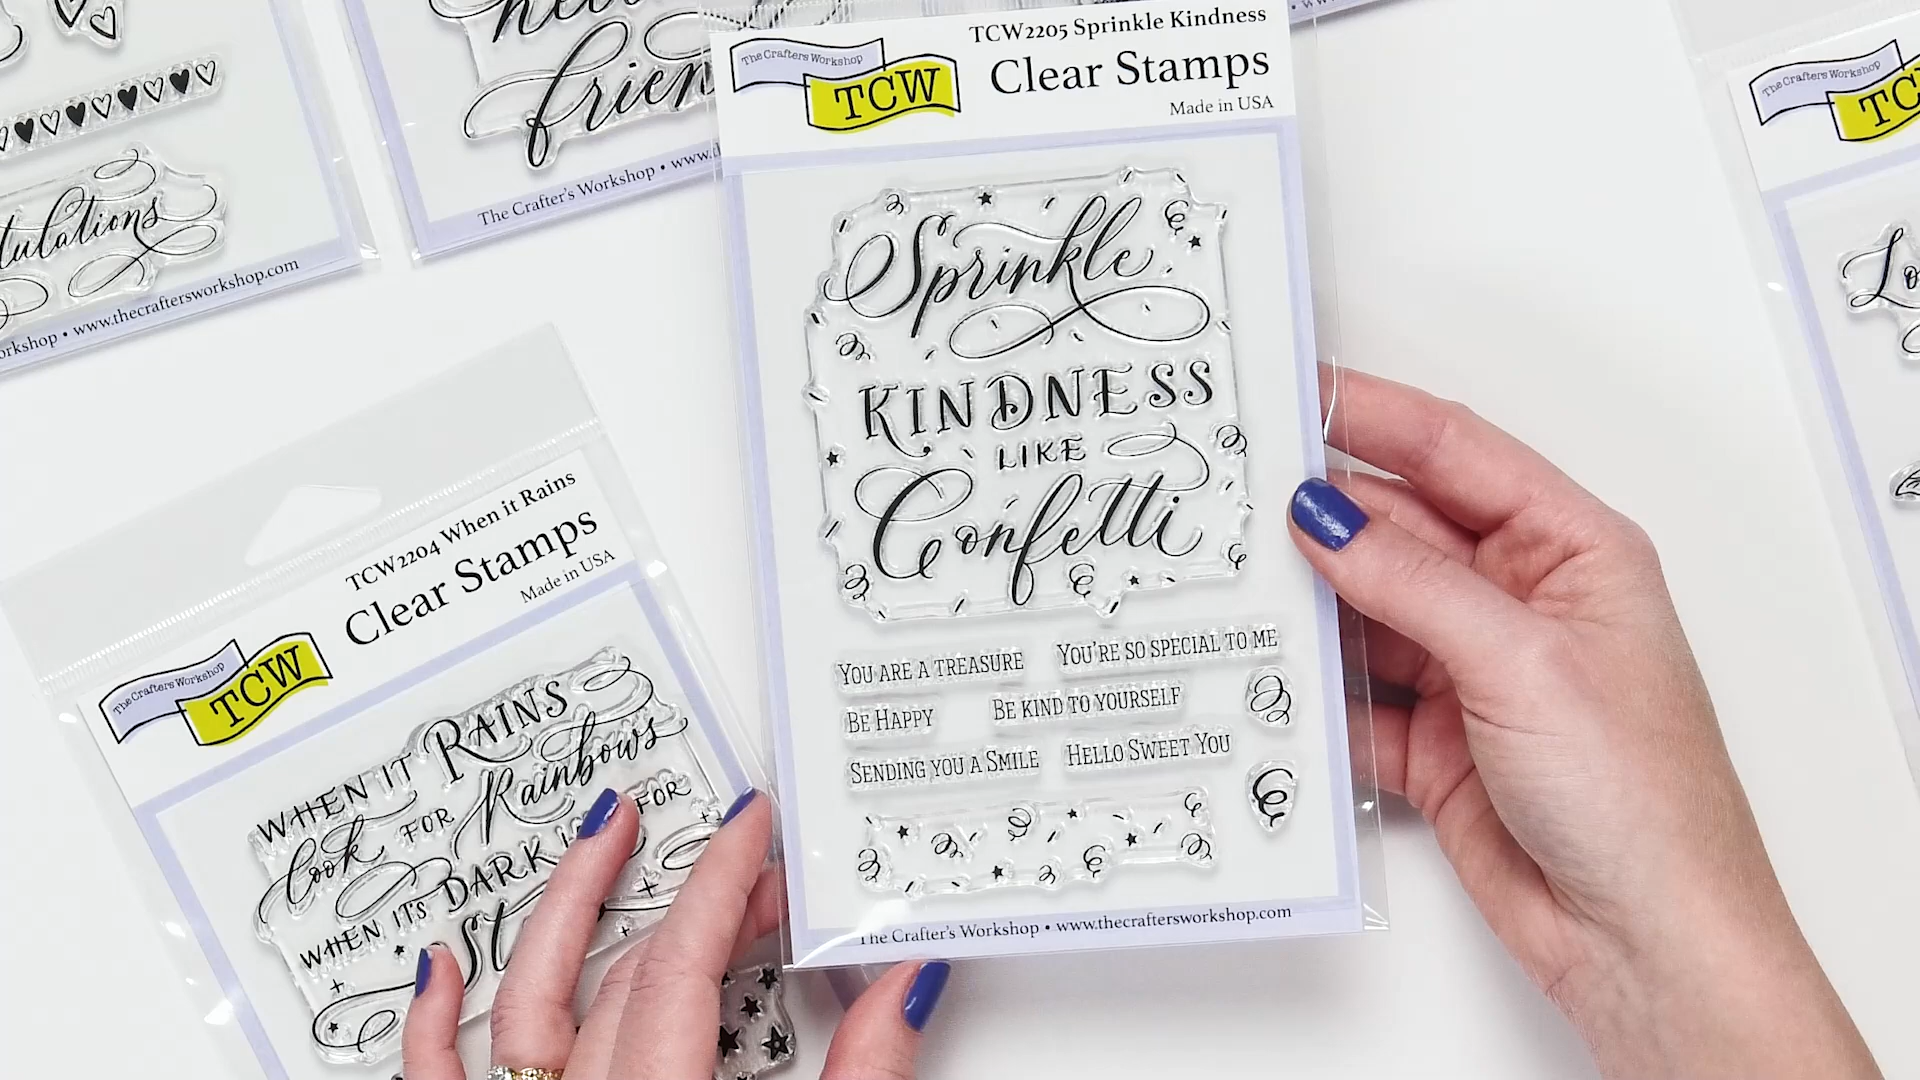 friend
The Crafter's Workshop • www.
tulations
www.thecraftersworkshop.com
TCW2205 Sprinkle Kindness
The Crafters Workshop
TCW
Clear Stamps
Made in USA
Sprinkle
KINDNESS
LIKE
Confetti
YOU ARE A TREASURE
YOU'RE SO SPECIAL TO ME
BE HAPPY
BE KIND TO YOURSELF
SENDING YOU A SMILE
HELLO SWEET YOU
The Crafter's Workshop • www.thecraftersworkshop.com
TCW2204 When it Rains
Clear Stamps
Made in USA
The Crafters Workshop
TCW
WHEN IT RAINS
Look FOR Rainbows
WHEN IT'S DARK FOR
The Crafters Workshop